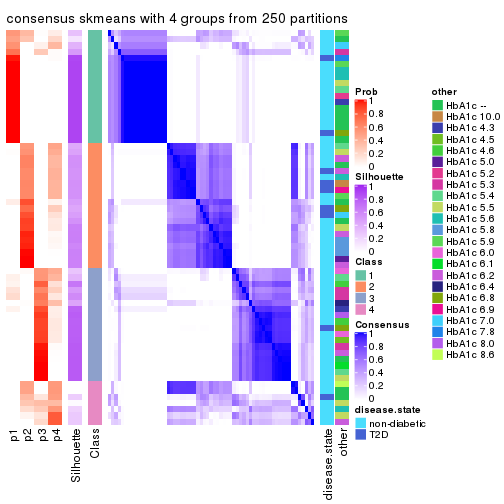 consensus skmeans with 4 groups from 250 partitions
p1
p2
p3
p4
Silhouette
Class
disease.state
other
Prob
1
0.8
0.6
0.4
0.2
0
Silhouette
1
0.8
0.6
0.4
0.2
0
Class
1
2
3
4
Consensus
1
0.8
0.6
0.4
0.2
0
disease.state
non-diabetic
T2D
other
HbA1c --
HbA1c 10.0
HbA1c 4.3
HbA1c 4.5
HbA1c 4.6
HbA1c 5.0
HbA1c 5.2
HbA1c 5.3
HbA1c 5.4
HbA1c 5.5
HbA1c 5.6
HbA1c 5.8
HbA1c 5.9
HbA1c 6.0
HbA1c 6.1
HbA1c 6.2
HbA1c 6.4
HbA1c 6.8
HbA1c 6.9
HbA1c 7.0
HbA1c 7.8
HbA1c 8.0
HbA1c 8.6